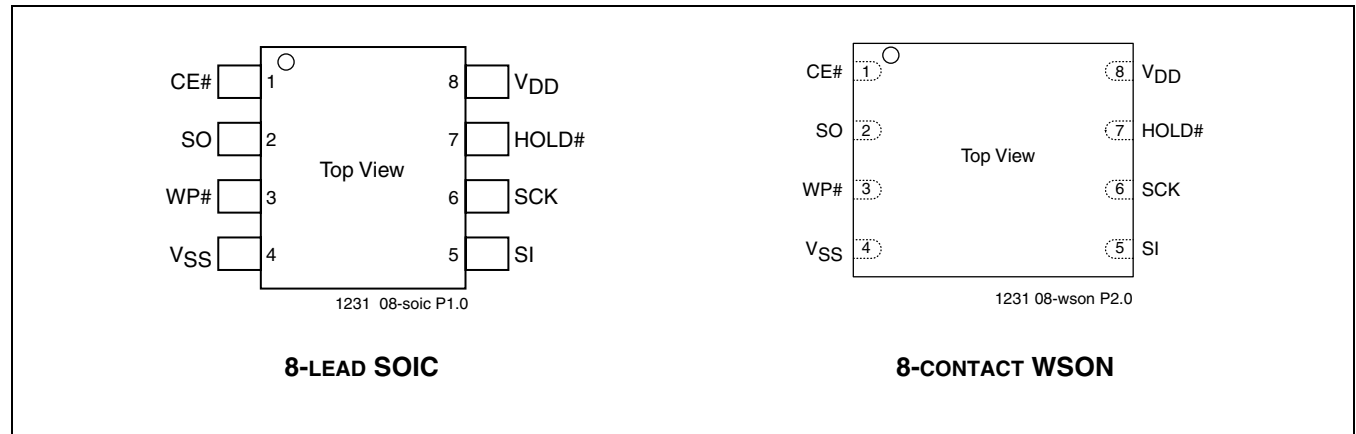 CE# 1 8 VDD
SO 2 7 HOLD#
Top View
WP# 3 6 SCK
VSS 4 5 SI
1231 08-soic P1.0
8-LEAD SOIC
CE# 1 8 VDD
SO 2 7 HOLD#
Top View
WP# 3 6 SCK
VSS 4 5 SI
1231 08-wson P2.0
8-CONTACT WSON